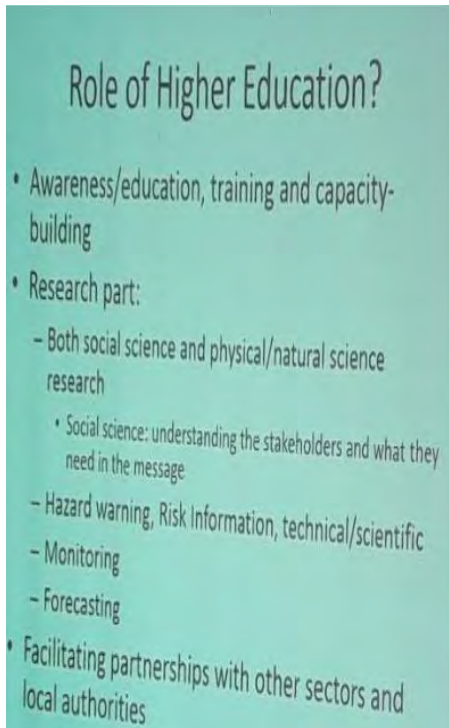 Role of Higher Education?
• Awareness/education, training and capacity-
building
• Research part:
– Both social science and physical/natural science
research
• Social science: understanding the stakeholders and what they
need in the message
– Hazard warning, Risk Information, technical/scientific
– Monitoring
– Forecasting
• Facilitating partnerships with other sectors and
local authorities